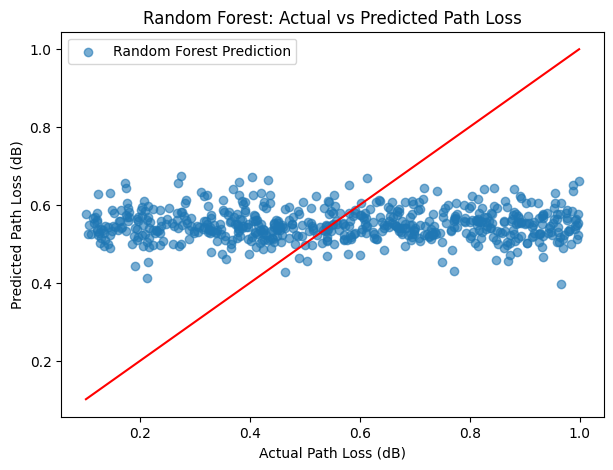 Random Forest: Actual vs Predicted Path Loss
Random Forest Prediction
Predicted Path Loss (dB)
1.0
0.8
0.6
0.4
0.2
0.2 0.4 0.6 0.8 1.0
Actual Path Loss (dB)